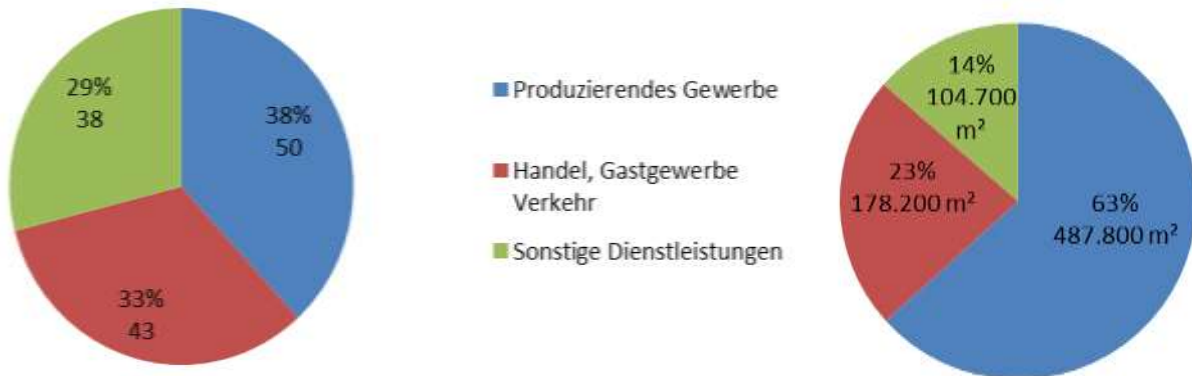 29%
38
38%
50
33%
43
Produzierendes Gewerbe
Handel, Gastgewerbe
Verkehr
Sonstige Dienstleistungen
14%
104.700
m²
23%
178.200 m²
63%
487.800 m²